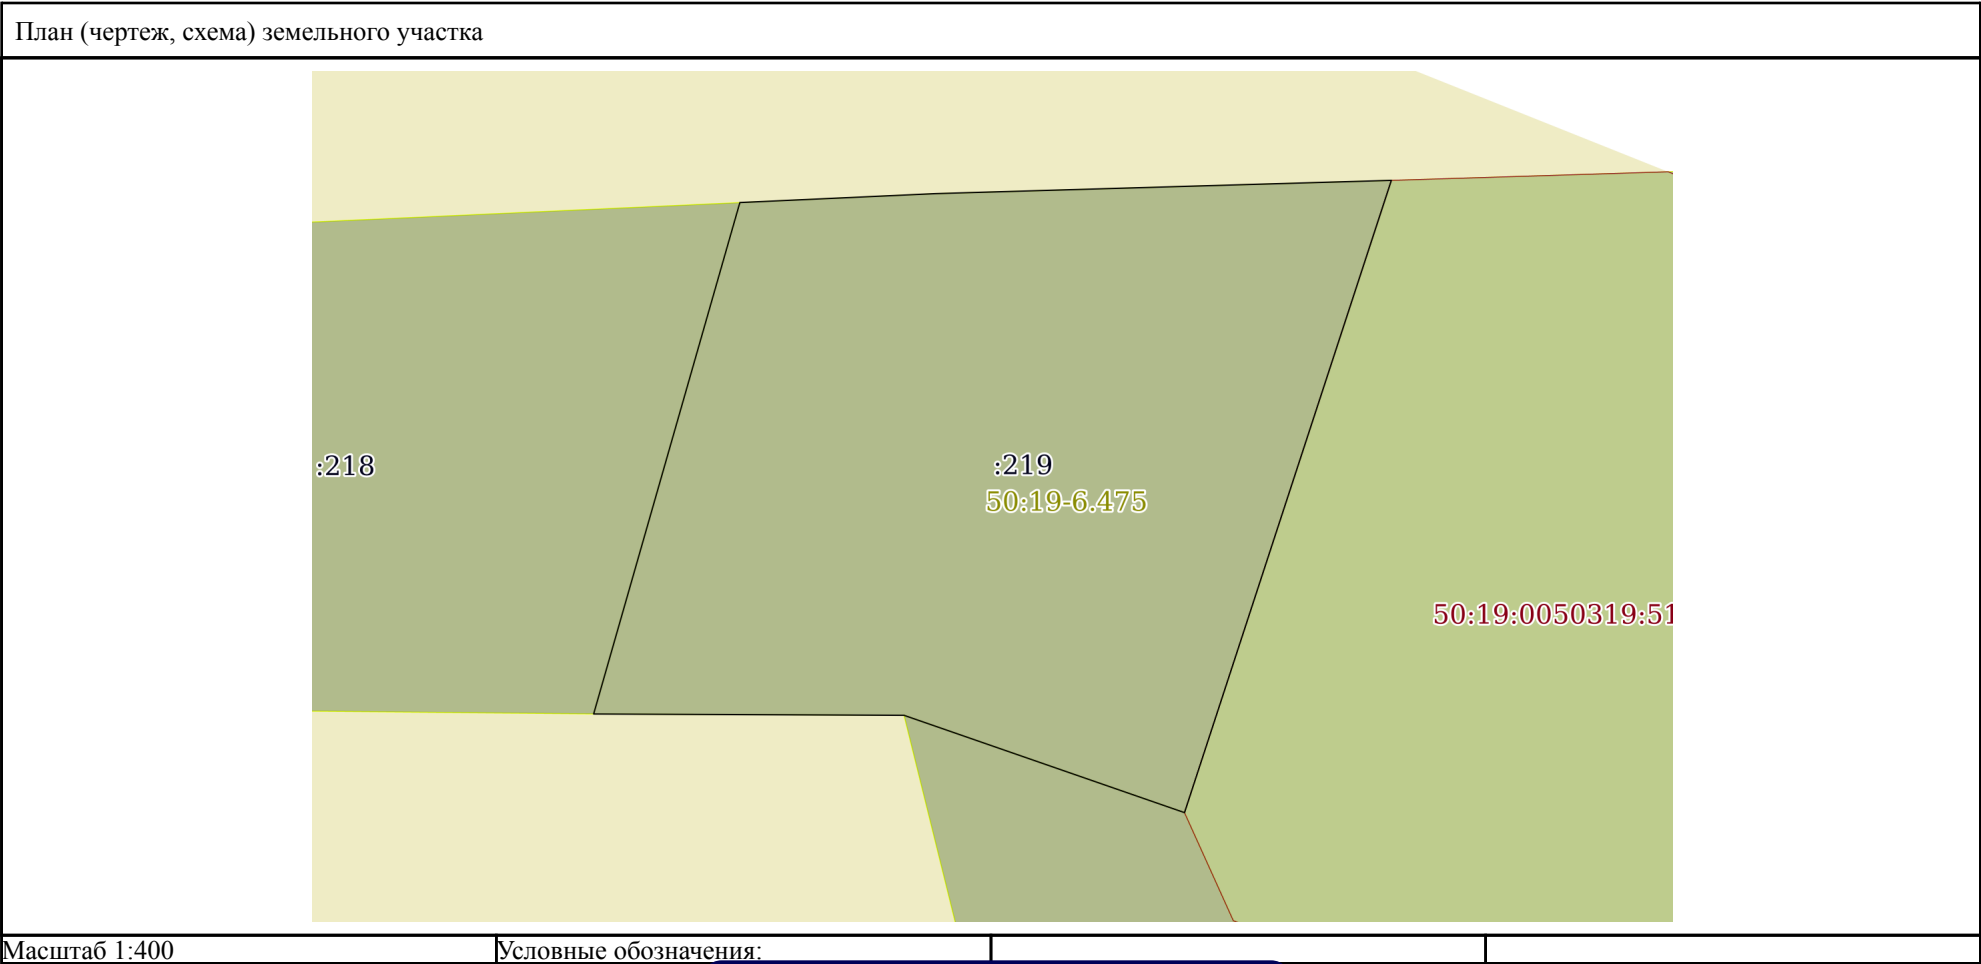 План (чертеж, схема) земельного участка
:218
:219
50:19-6.475
50:19:0050319:51
Масштаб 1:400
Условные обозначения: